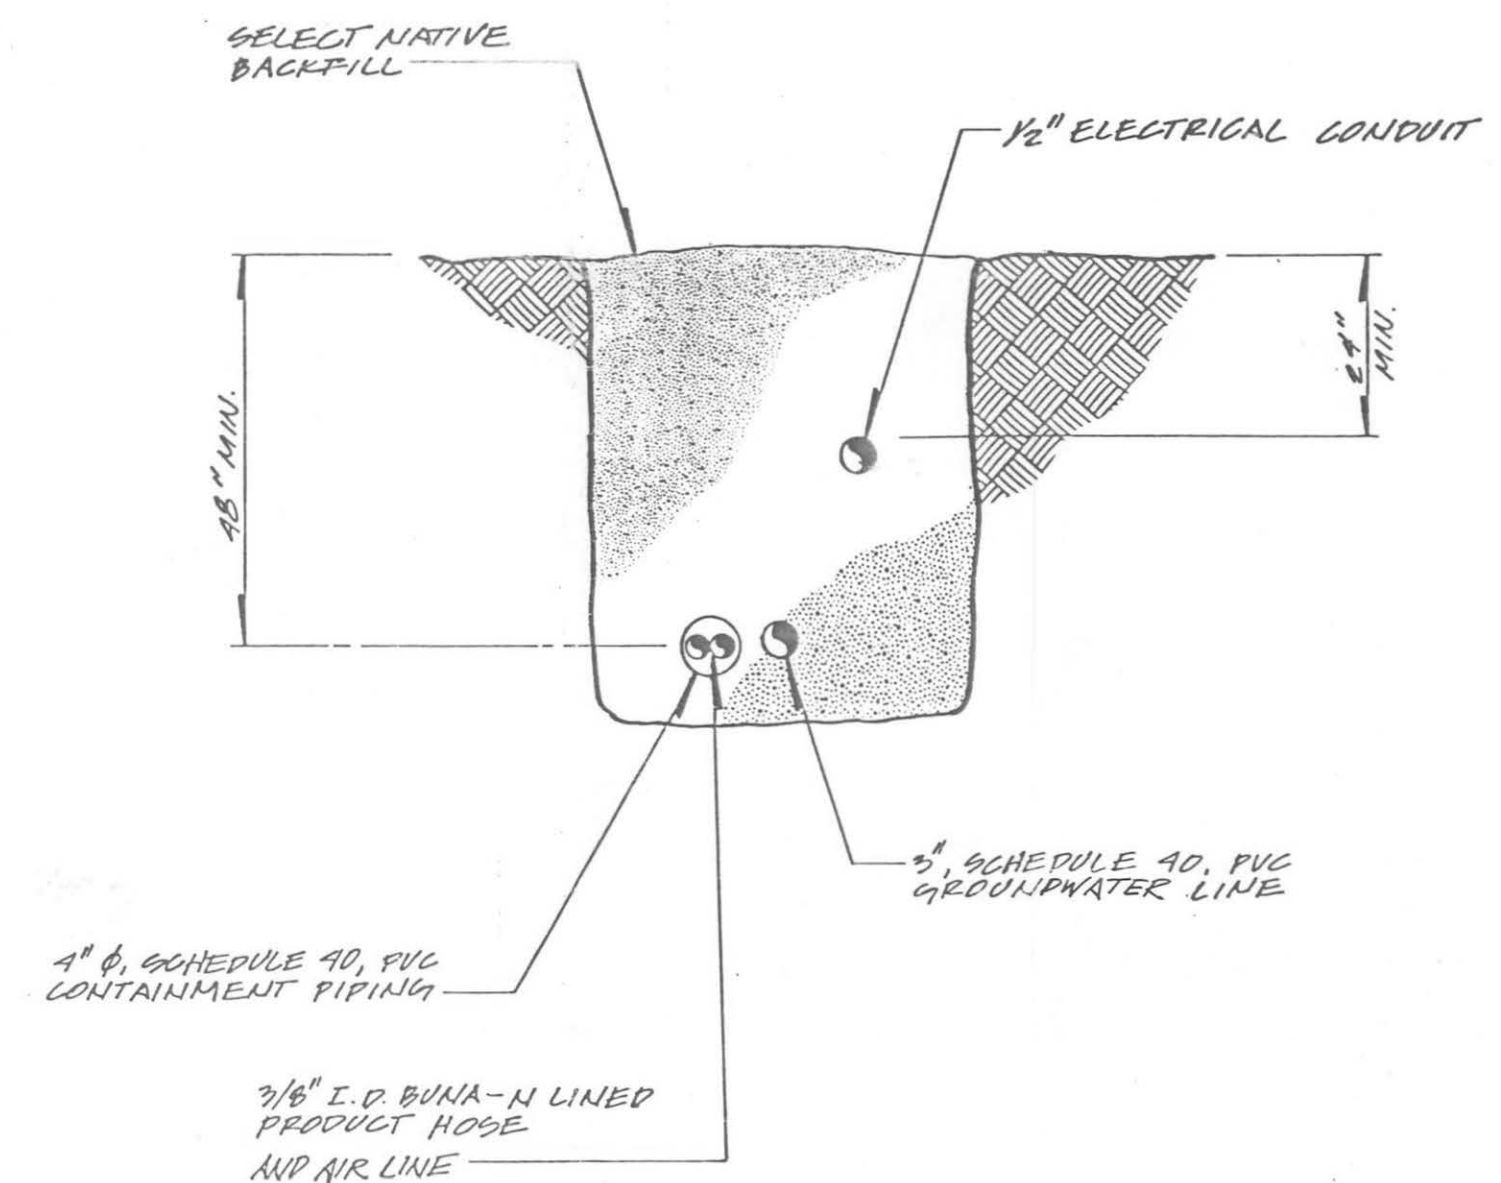 SELECT NATIVE
BACKFILL
1/2" ELECTRICAL CONDUIT
48" MIN.
24"
MIN.
3", SCHEDULE 40, PVC
GROUNDWATER LINE
4" φ, SCHEDULE 40, PVC
CONTAINMENT PIPING
3/8" I.D. BUNA-N LINED
PRODUCT HOSE
AND AIR LINE